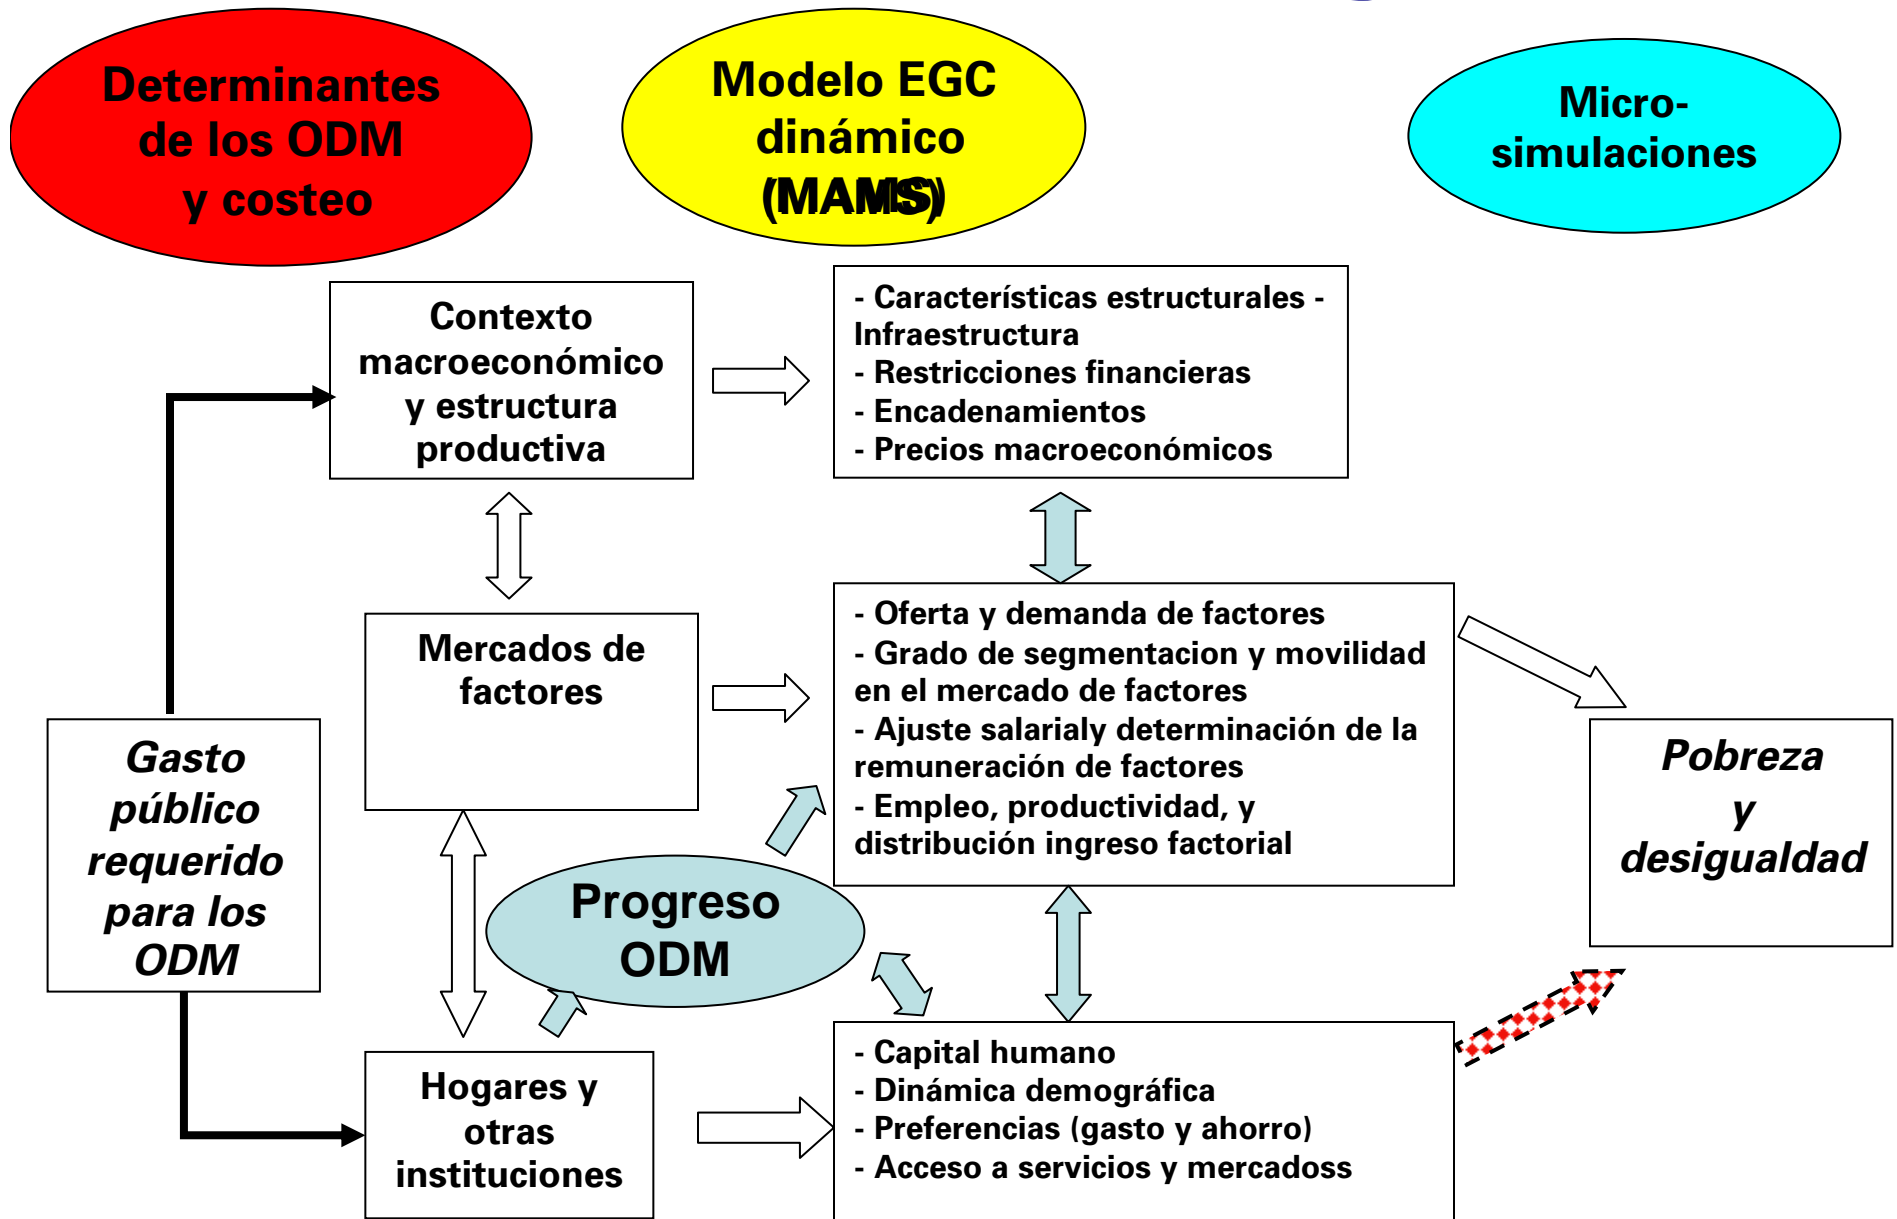 Determinantes
de los ODM
y costeo
Modelo EGC
dinámico
(MAMS)
Micro-
simulaciones
Contexto
macroeconómico
y estructura
productiva
- Características estructurales -
Infraestructura
- Restricciones financieras
- Encadenamientos
- Precios macroeconómicos
Mercados de
factores
- Oferta y demanda de factores
- Grado de segmentacion y movilidad
en el mercado de factores
- Ajuste salarialy determinación de la
remuneración de factores
- Empleo, productividad, y
distribución ingreso factorial
Gasto
público
requerido
para los
ODM
Pobreza
y
desigualdad
Progreso
ODM
Hogares y
otras
instituciones
- Capital humano
- Dinámica demográfica
- Preferencias (gasto y ahorro)
- Acceso a servicios y mercadoss